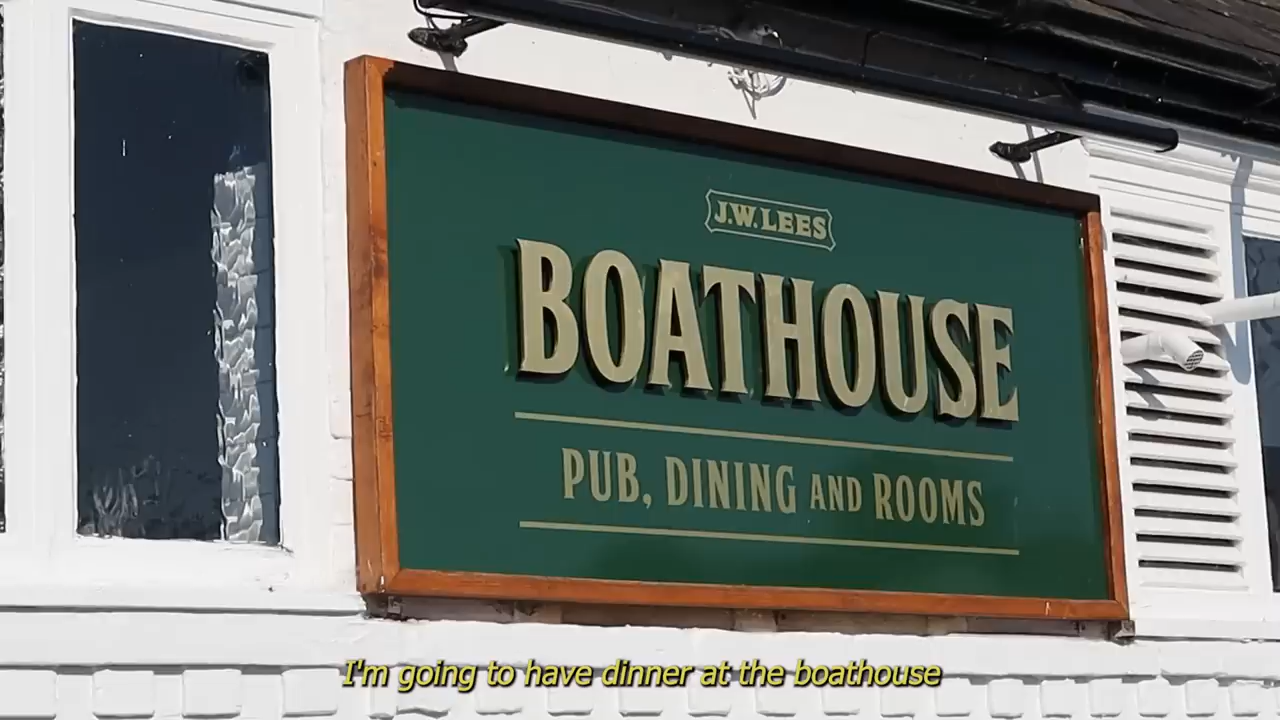 J.W.LEES
BOATHOUSE
PUB, DINING AND ROOMS
I'm going to have dinner at the boathouse